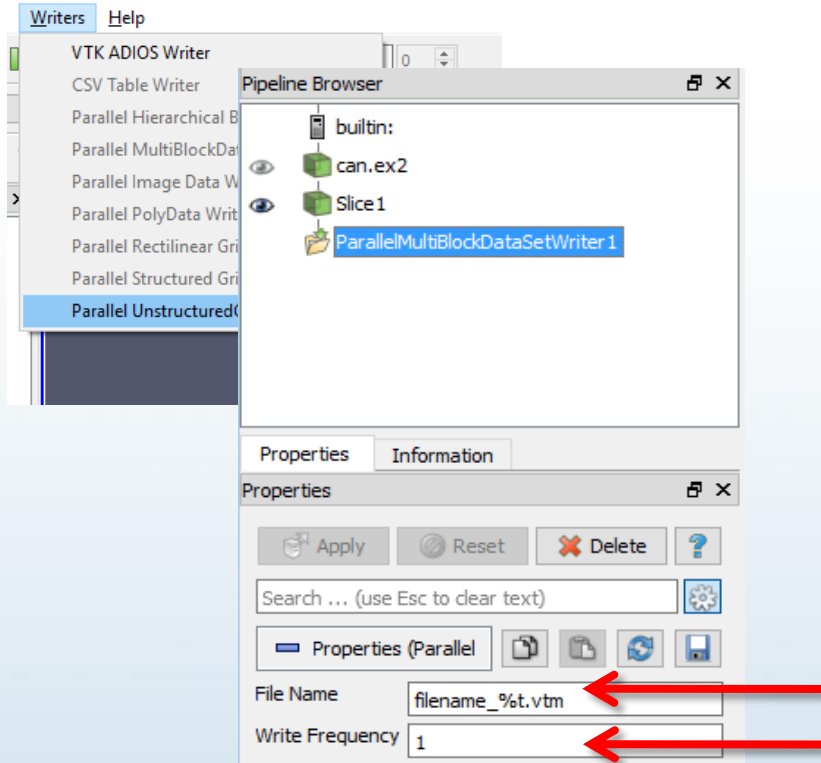 Writers Help
VTK ADIOS Writer
0
CSV Table Writer
Parallel Hierarchical B
Parallel MultiBlockDa
Parallel Image Data W
Parallel PolyData Writ
Parallel Rectilinear Gri
Parallel Structured Gri
Parallel Unstructured
Pipeline Browser
builtin:
can.ex2
Slice1
ParallelMultiBlockDataSetWriter1
Properties Information
Properties
Apply Reset Delete ?
Search ... (use Esc to clear text)
Properties (Parallel
File Name filename_%t.vtm
Write Frequency 1